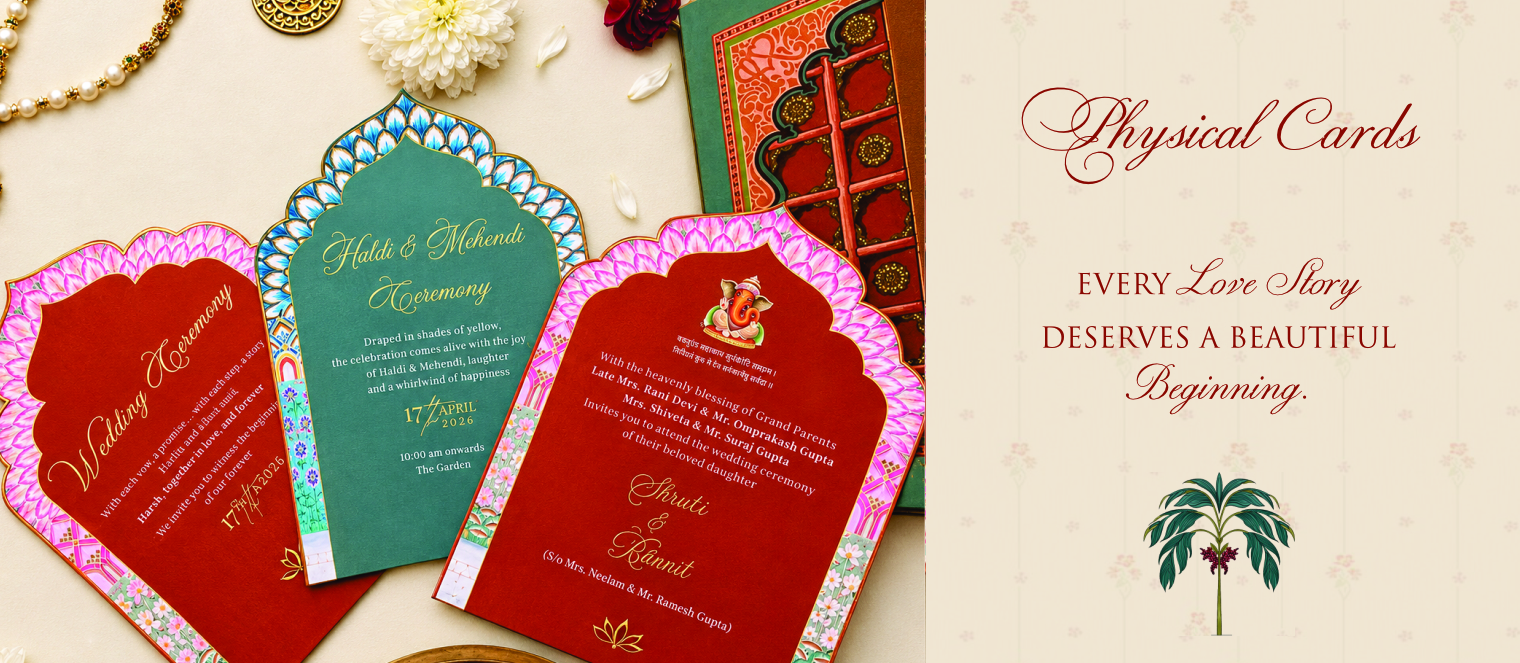 Wedding Ceremony
With each vow, a promise...with each step, a story
Harsh, together in love, and forever
We invite you to witness the beginning
of our forever
17TH
Haldi & Mehendi
Ceremony
Draped in shades of yellow,
the celebration comes alive with the joy
of Haldi & Mehendi, laughter
and a whirlwind of happiness
17th APRIL
2026
10:00 am onwards
The Garden
With the heavenly blessing of Grand Parents
Late Mrs. Rani Devi & Mr. Omprakash Gupta
Mrs. Shiveta & Mr. Suraj Gupta
Invites you to attend the wedding ceremony
of their beloved daughter
Shruti
&
Rannit
(S/o Mrs. Neelam & Mr. Ramesh Gupta)
Physical Cards
EVERY Love Story
DESERVES A BEAUTIFUL
Beginning.